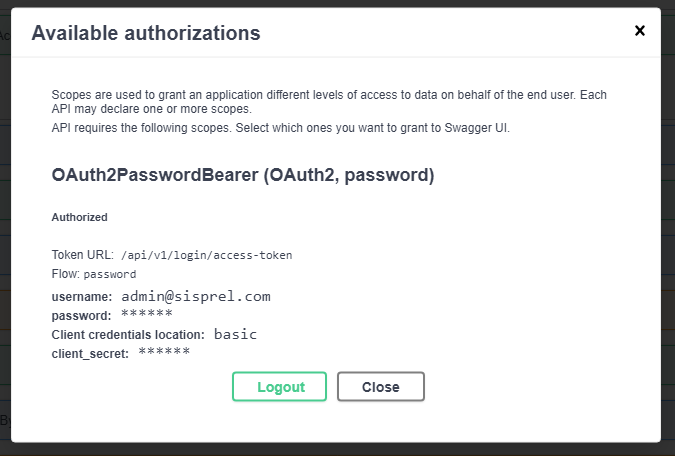 Available authorizations
×
Scopes are used to grant an application different levels of access to data on behalf of the end user. Each
API may declare one or more scopes.
API requires the following scopes. Select which ones you want to grant to Swagger UI.
OAuth2PasswordBearer (OAuth2, password)
Authorized
Token URL: /api/v1/login/access-token
Flow: password
username: admin@sisprel.com
password: ******
Client credentials location: basic
client_secret: ******
Logout Close